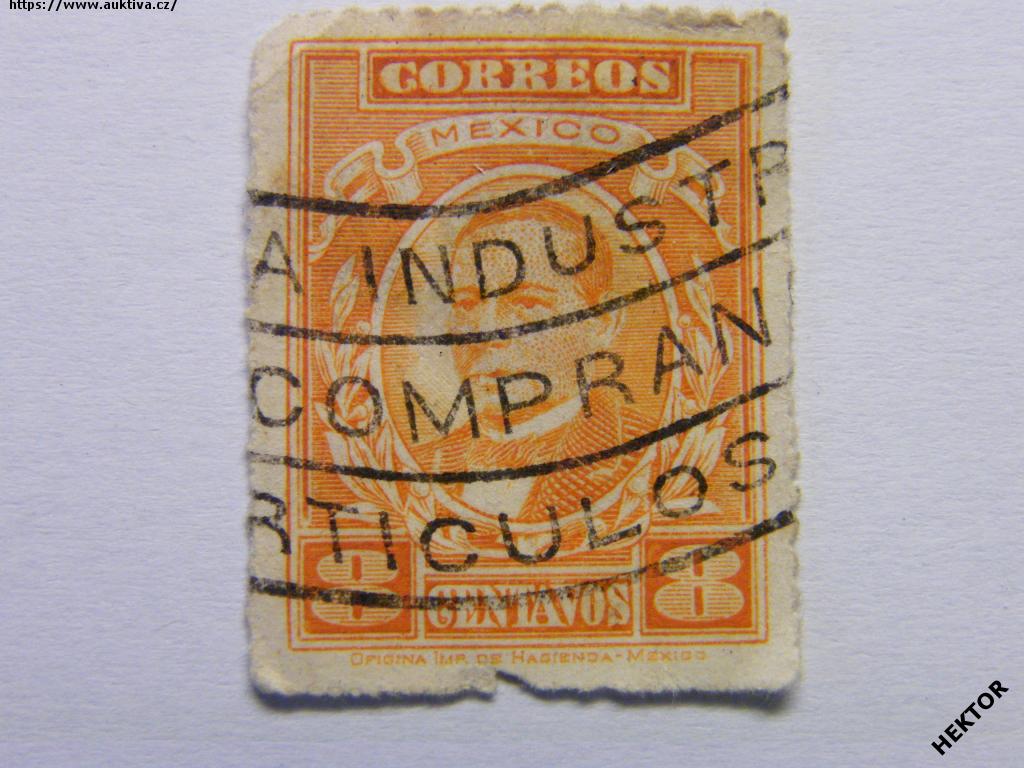 https://www.auktiva.cz/
CORREOS
MEXICO
A INDUSTR
COMPRAN
RTICULOS
8 CENTAVOS 8
OFICINA IMP. DE HACIENDA-MEXICO
HEKTOR